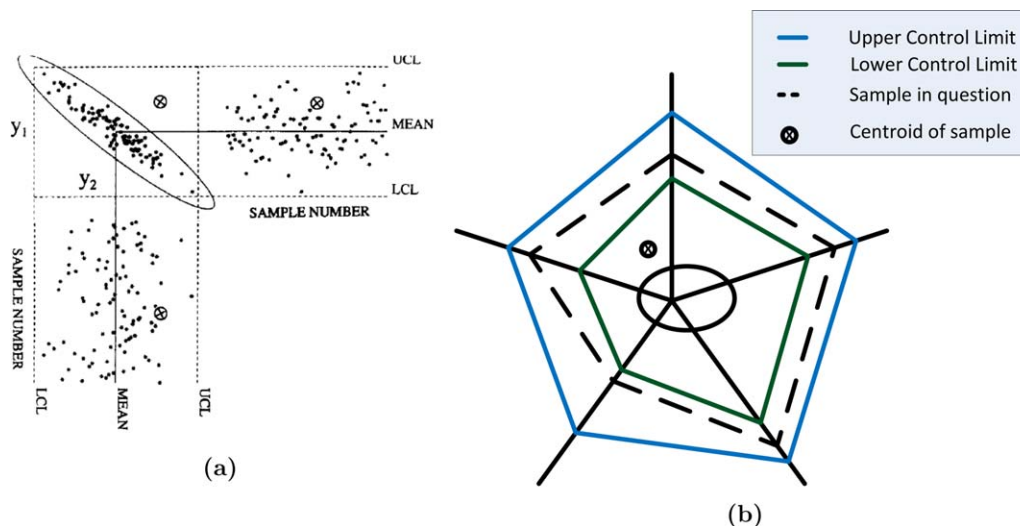 UCL
y1
MEAN
y2
LCL
SAMPLE NUMBER
SAMPLE NUMBER
LCL
MEAN
UCL
(a)
Upper Control Limit
Lower Control Limit
Sample in question
Centroid of sample
(b)